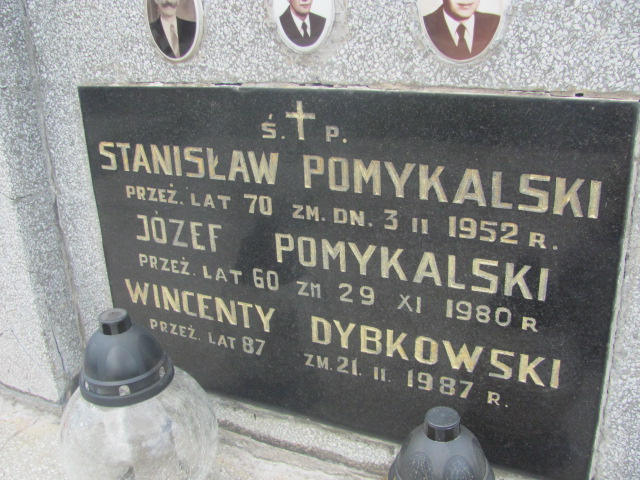 Ś. P.
STANISŁAW POMYKALSKI
PRZEŻ. LAT 70 ZM. DN. 3 II 1952 R.
JÓZEF POMYKALSKI
PRZEŻ. LAT 60 ZM 29 XI 1980 R
WINCENTY DYBKOWSKI
PRZEŻ. LAT 87 ZM. 21. II. 1987 R.